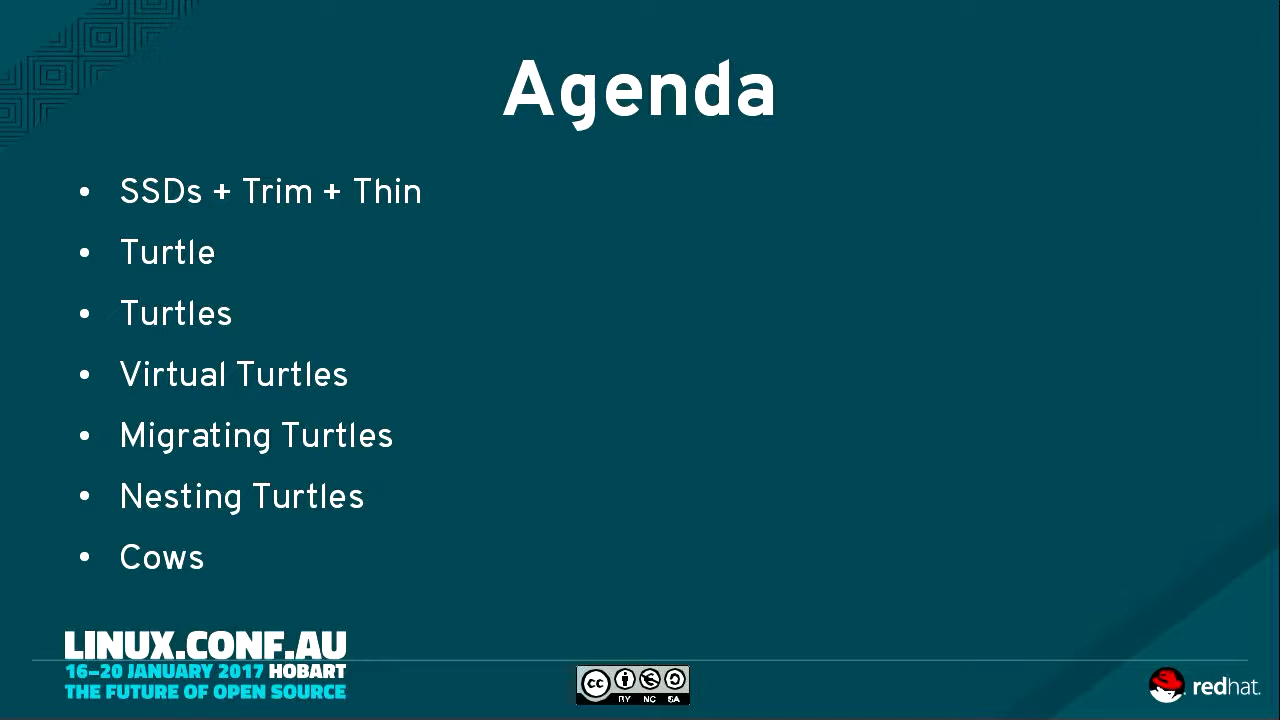 Agenda
• SSDs + Trim + Thin
• Turtle
• Turtles
• Virtual Turtles
• Migrating Turtles
• Nesting Turtles
• Cows
LINUX.CONF.AU
16–20 JANUARY 2017 HOBART
THE FUTURE OF OPEN SOURCE
cc
BY NC SA
redhat.